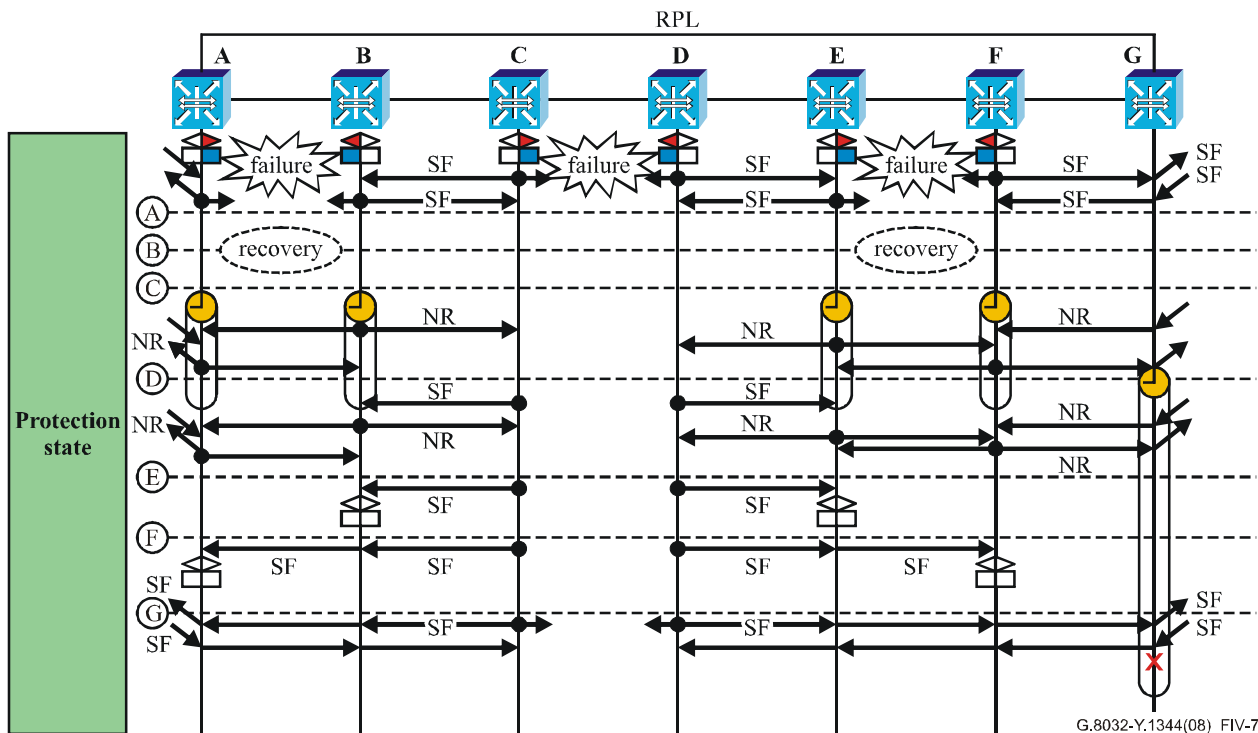 RPL
A B C D E F G
failure failure failure
SF SF SF
SF
SF SF SF
SF
A
B
recovery recovery
C
NR NR
NR NR
D
SF SF
NR NR NR
NR NR
NR
Protection
state
E
SF SF
F
SF SF SF SF
SF
G
SF SF SF
SF SF
X
G.8032-Y.1344(08) FIV-7